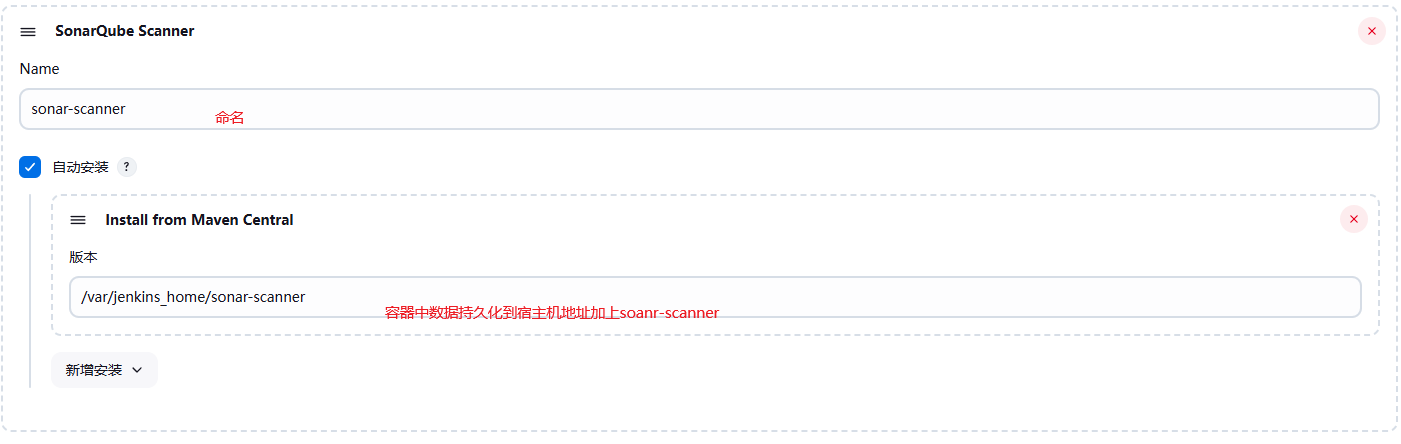 SonarQube Scanner
Name
sonar-scanner
命名
自动安装 ?
Install from Maven Central
版本
/var/jenkins_home/sonar-scanner
容器中数据持久化到宿主机地址加上soanr-scanner
新增安装